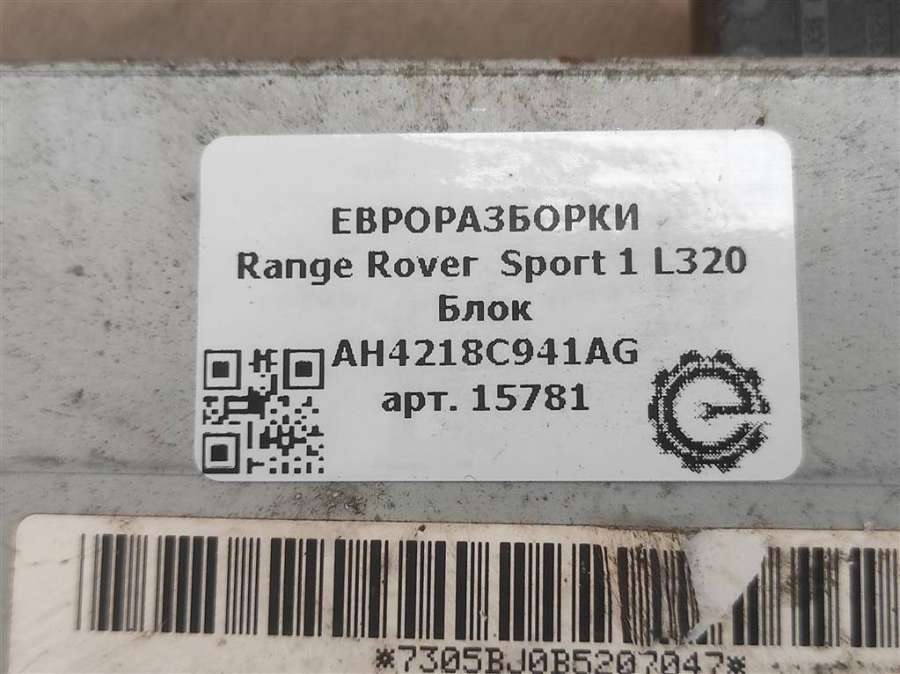 ЕВРОРАЗБОРКИ
Range Rover Sport 1 L320
Блок
AH4218C941AG
арт. 15781
*7305BJ0B5207047*